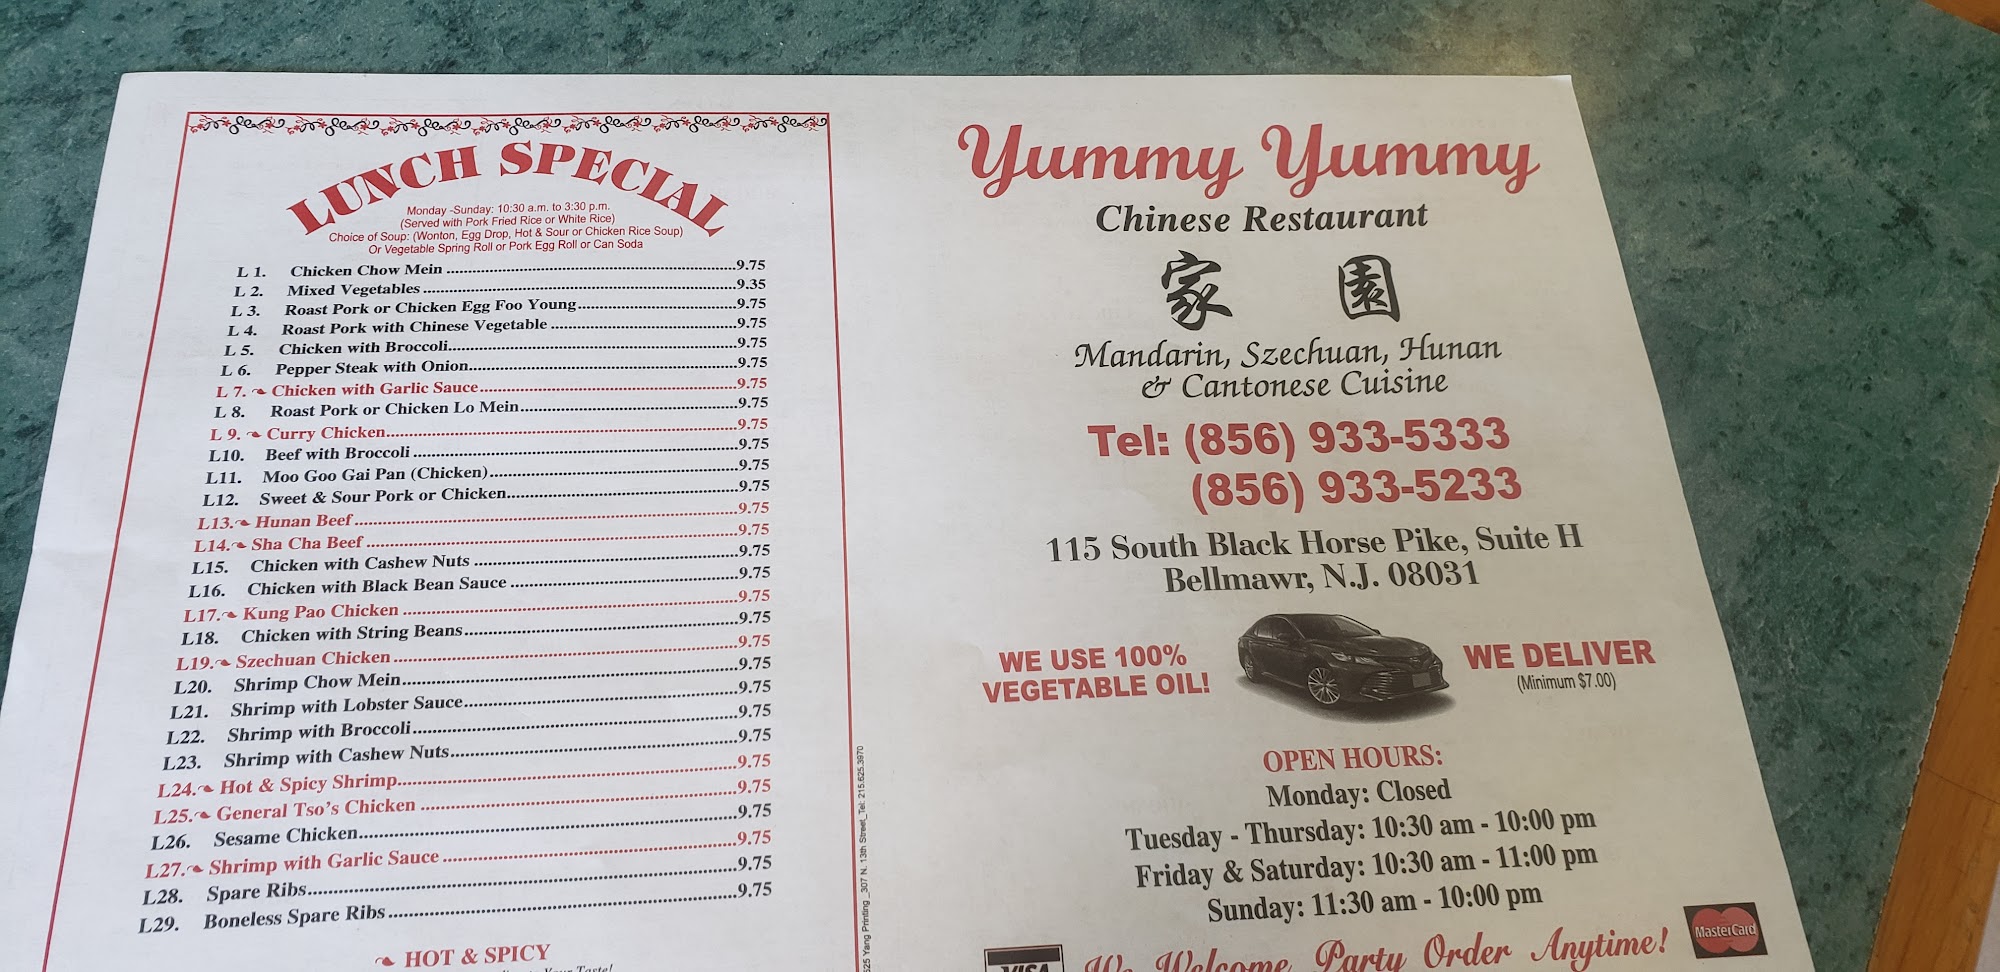 LUNCH SPECIAL
Monday -Sunday: 10:30 a.m. to 3:30 p.m.
(Served with Pork Fried Rice or White Rice)
Choice of Soup: (Wonton, Egg Drop, Hot & Sour or Chicken Rice Soup)
Or Vegetable Spring Roll or Pork Egg Roll or Can Soda
L 1. Chicken Chow Mein 9.75
L 2. Mixed Vegetables 9.35
L 3. Roast Pork or Chicken Egg Foo Young 9.75
L 4. Roast Pork with Chinese Vegetable 9.75
L 5. Chicken with Broccoli 9.75
L 6. Pepper Steak with Onion 9.75
L 7. Chicken with Garlic Sauce 9.75
L 8. Roast Pork or Chicken Lo Mein 9.75
L 9. Curry Chicken 9.75
L10. Beef with Broccoli 9.75
L11. Moo Goo Gai Pan (Chicken) 9.75
L12. Sweet & Sour Pork or Chicken 9.75
L13. Hunan Beef 9.75
L14. Sha Cha Beef 9.75
L15. Chicken with Cashew Nuts 9.75
L16. Chicken with Black Bean Sauce 9.75
L17. Kung Pao Chicken 9.75
L18. Chicken with String Beans 9.75
L19. Szechuan Chicken 9.75
L20. Shrimp Chow Mein 9.75
L21. Shrimp with Lobster Sauce 9.75
L22. Shrimp with Broccoli 9.75
L23. Shrimp with Cashew Nuts 9.75
L24. Hot & Spicy Shrimp 9.75
L25. General Tso's Chicken 9.75
L26. Sesame Chicken 9.75
L27. Shrimp with Garlic Sauce 9.75
L28. Spare Ribs 9.75
L29. Boneless Spare Ribs 9.75
HOT & SPICY
Your Taste!
525 Yang Printing_307 N. 13th Street_Tel: 215.625.3970
Yummy Yummy
Chinese Restaurant
家 園
Mandarin, Szechuan, Hunan
& Cantonese Cuisine
Tel: (856) 933-5333
(856) 933-5233
115 South Black Horse Pike, Suite H
Bellmawr, N.J. 08031
WE USE 100%
VEGETABLE OIL!
WE DELIVER
(Minimum $7.00)
OPEN HOURS:
Monday: Closed
Tuesday - Thursday: 10:30 am - 10:00 pm
Friday & Saturday: 10:30 am - 11:00 pm
Sunday: 11:30 am - 10:00 pm
VISA
We Welcome Party Order Anytime!
MasterCard